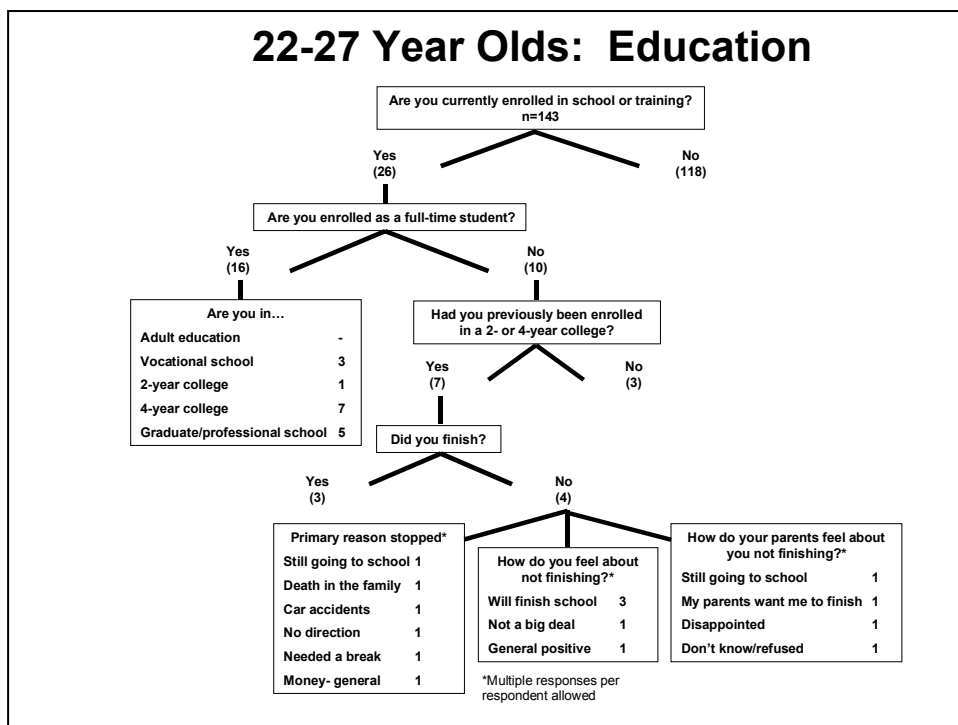 22-27 Year Olds:  Education
Are you currently enrolled in school or training?
n=143
Yes
(26)
No
(118)
Are you enrolled as a full-time student?
Yes
(16)
No
(10)
Are you in…
Adult education -
Vocational school 3
2-year college 1
4-year college 7
Graduate/professional school 5
Had you previously been enrolled
in a 2- or 4-year college?
Yes
(7)
No
(3)
Did you finish?
Yes
(3)
No
(4)
Primary reason stopped*
Still going to school 1
Death in the family 1
Car accidents 1
No direction 1
Needed a break 1
Money- general 1
How do you feel about
not finishing?*
Will finish school 3
Not a big deal 1
General positive 1
How do your parents feel about
you not finishing?*
Still going to school 1
My parents want me to finish 1
Disappointed 1
Don't know/refused 1
*Multiple responses per
respondent allowed